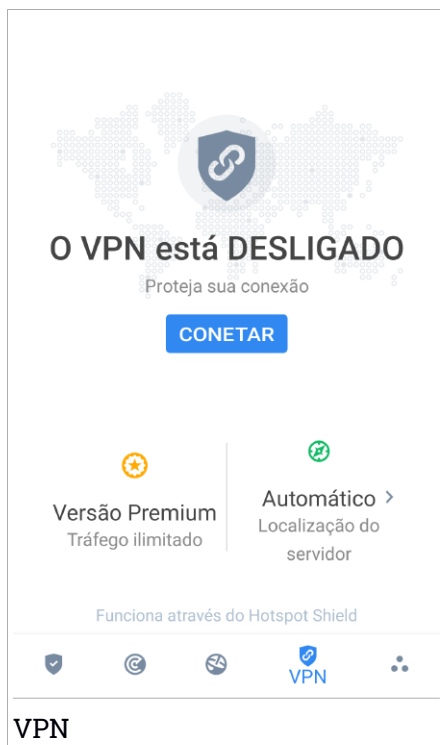 O VPN está DESLIGADO
Proteja sua conexão
CONETAR
Versão Premium
Tráfego ilimitado
Automático
Localização do
servidor
Funciona através do Hotspot Shield
VPN
VPN